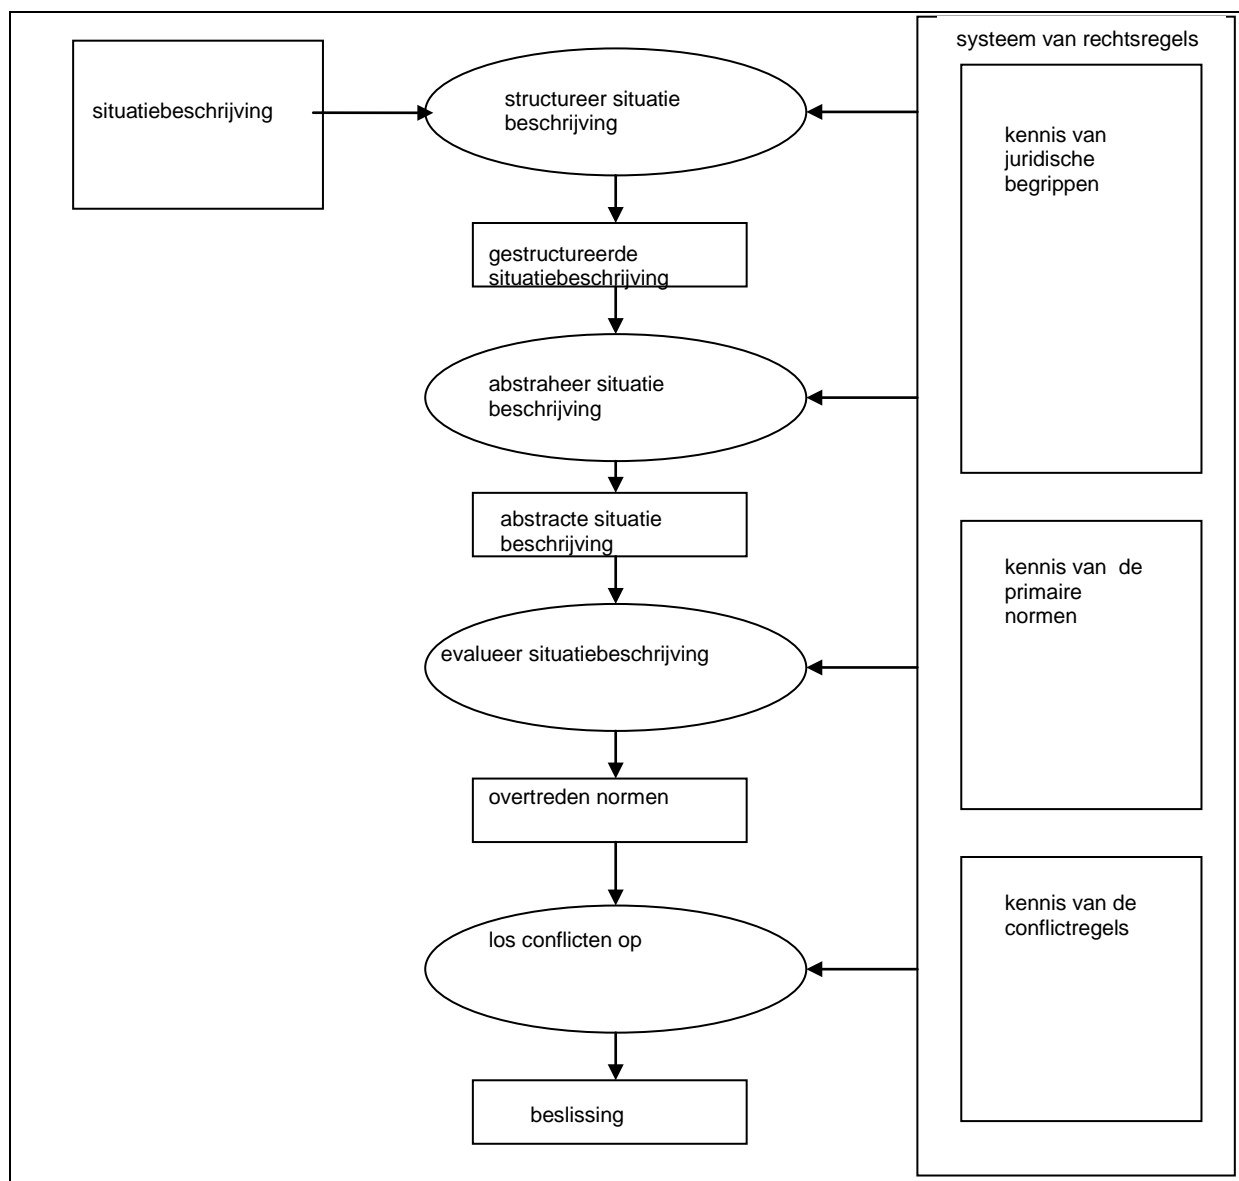 systeem van rechtsregels
situatiebeschrijving
structureer situatie
beschrijving
kennis van
juridische
begrippen
gestructureerde
situatiebeschrijving
abstraheer situatie
beschrijving
abstracte situatie
beschrijving
kennis van  de
primaire
normen
evalueer situatiebeschrijving
overtreden normen
kennis van de
conflictregels
los conflicten op
beslissing